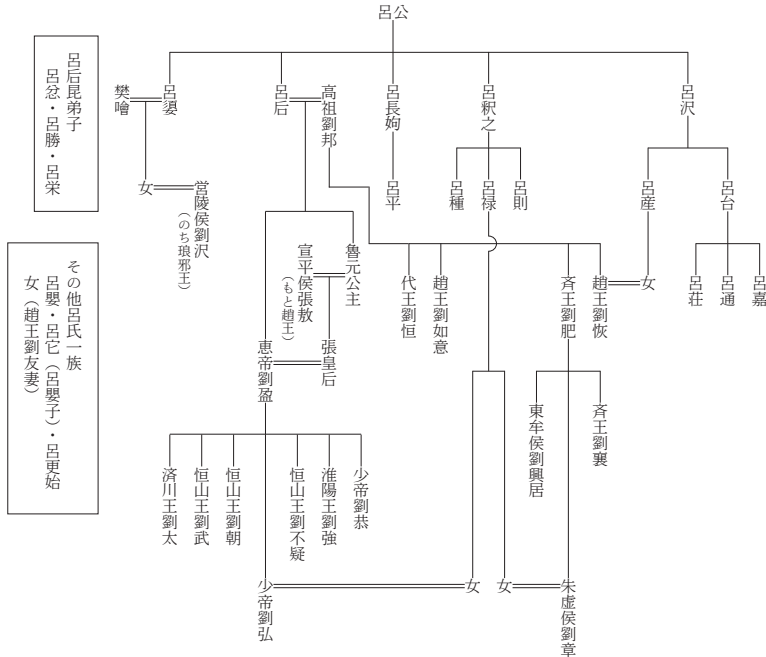 呂公
呂沢
呂釈之
呂長姁
高祖劉邦
呂后
呂嬃
樊噲
呂后昆弟子
呂忿・呂勝・呂栄
呂台
呂産
呂則
呂禄
呂種
呂平
営陵侯劉沢
（のち琅邪王）
女
呂嘉
呂通
呂荘
女
趙王劉恢
斉王劉肥
趙王劉如意
代王劉恒
魯元公主
宣平侯張敖
（もと趙王）
その他呂氏一族
呂嬰・呂它（呂嬰子）・呂更始
女（趙王劉友妻）
張皇后
恵帝劉盈
斉王劉襄
東牟侯劉興居
少帝劉恭
淮陽王劉強
恒山王劉不疑
恒山王劉朝
恒山王劉武
済川王劉太
朱虚侯劉章
女
女
少帝劉弘